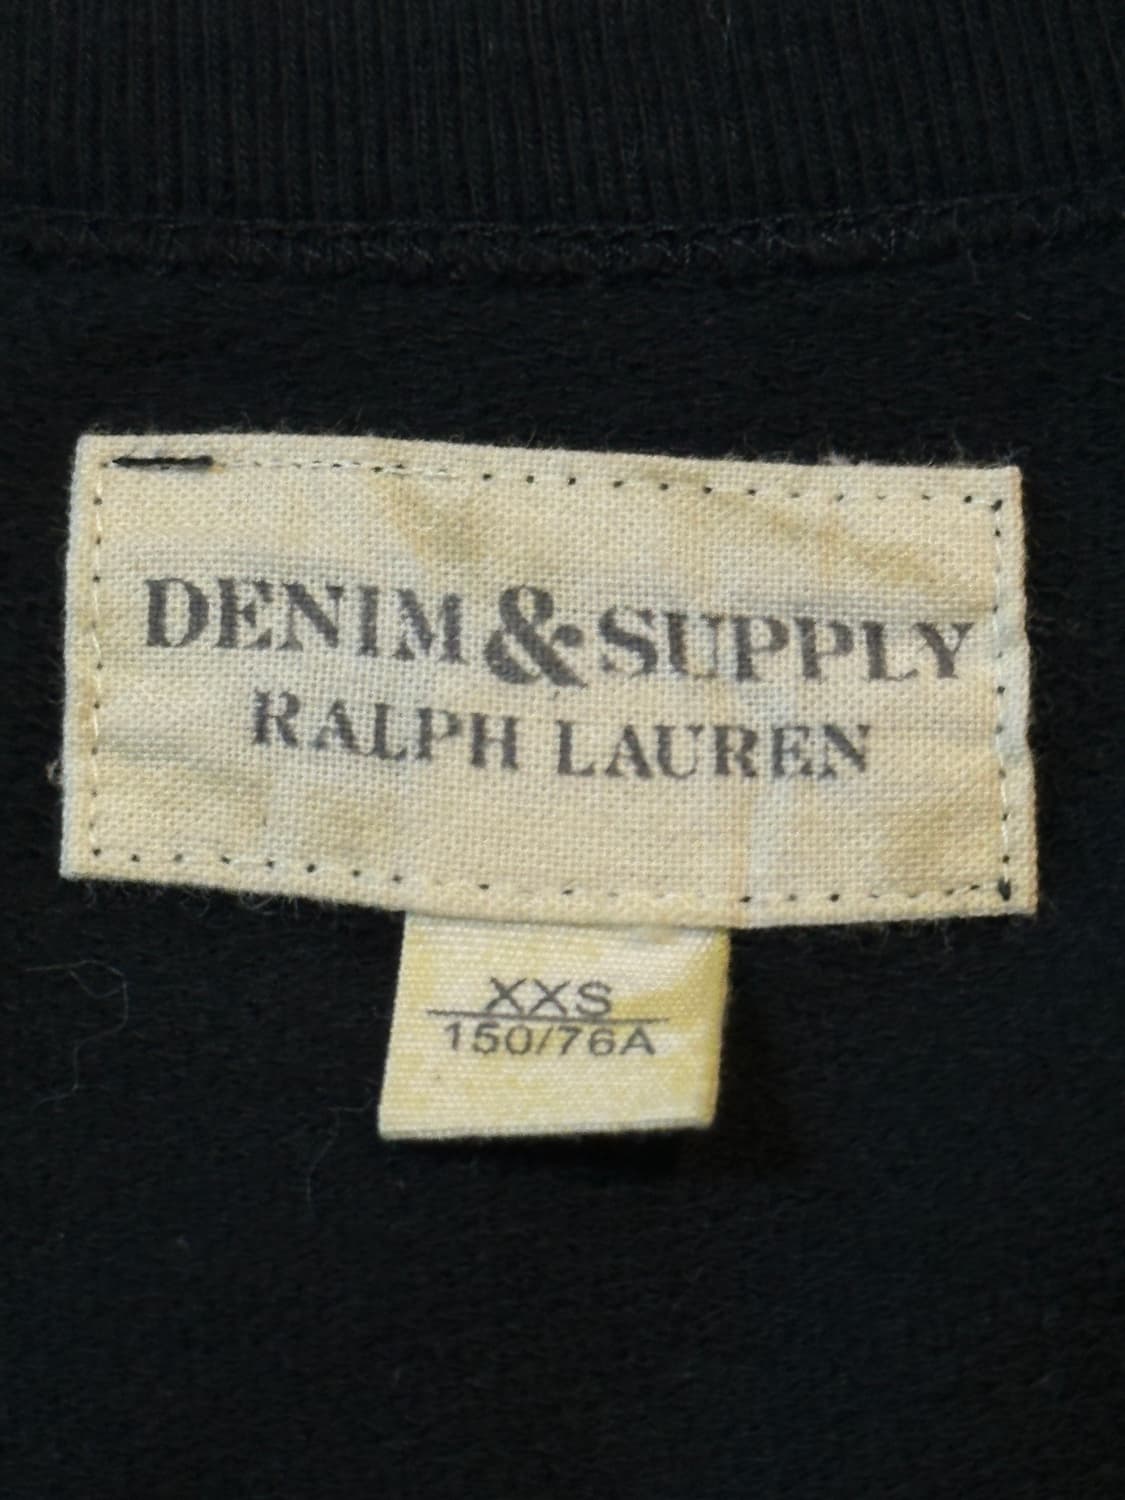 DENIM & SUPPLY
RALPH LAUREN
XXS
150/76A